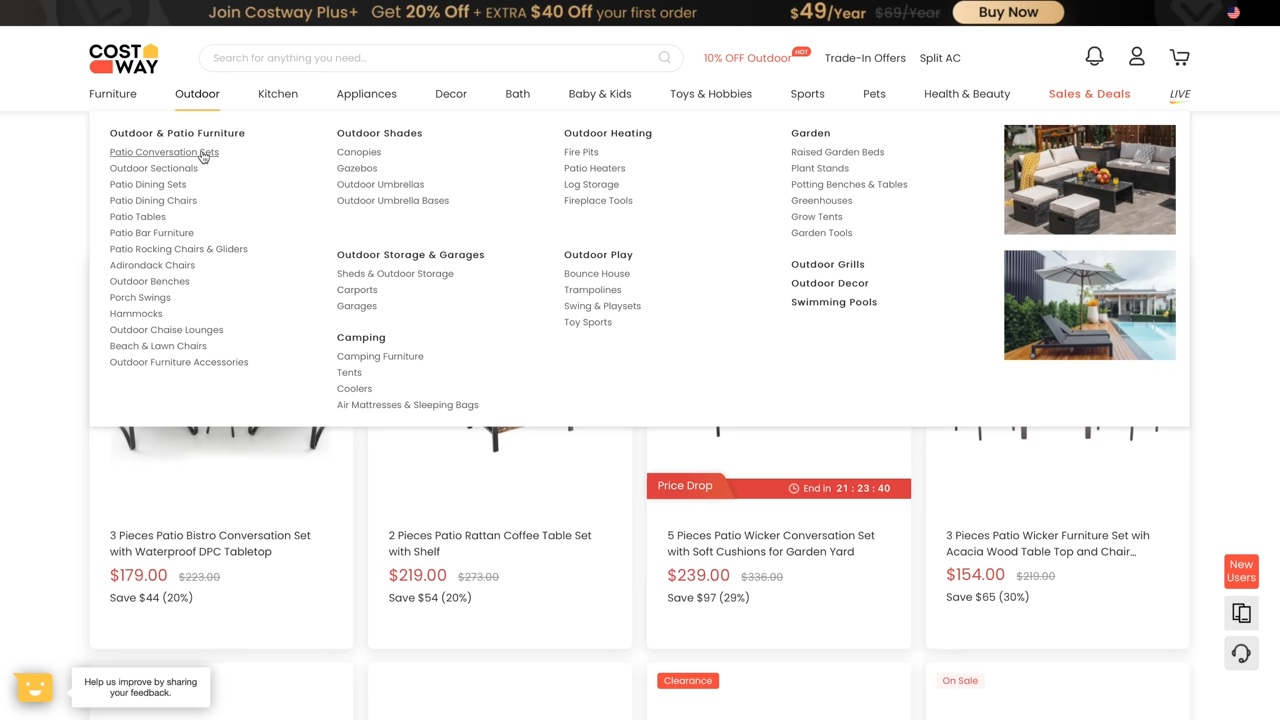 Join Costway Plus+ Get 20% Off + EXTRA $40 Off your first order $49/Year $69/Year Buy Now
COST
WAY
Search for anything you need...
10% OFF Outdoor HOT Trade-In Offers Split AC
Furniture Outdoor Kitchen Appliances Decor Bath Baby & Kids Toys & Hobbies Sports Pets Health & Beauty Sales & Deals LIVE
Outdoor & Patio Furniture
Patio Conversation Sets
Outdoor Sectionals
Patio Dining Sets
Patio Dining Chairs
Patio Tables
Patio Bar Furniture
Patio Rocking Chairs & Gliders
Adirondack Chairs
Outdoor Benches
Porch Swings
Hammocks
Outdoor Chaise Lounges
Beach & Lawn Chairs
Outdoor Furniture Accessories
Outdoor Shades
Canopies
Gazebos
Outdoor Umbrellas
Outdoor Umbrella Bases
Outdoor Storage & Garages
Sheds & Outdoor Storage
Carports
Garages
Camping
Camping Furniture
Tents
Coolers
Air Mattresses & Sleeping Bags
Outdoor Heating
Fire Pits
Patio Heaters
Log Storage
Fireplace Tools
Outdoor Play
Bounce House
Trampolines
Swing & Playsets
Toy Sports
Garden
Raised Garden Beds
Plant Stands
Potting Benches & Tables
Greenhouses
Grow Tents
Garden Tools
Outdoor Grills
Outdoor Decor
Swimming Pools
3 Pieces Patio Bistro Conversation Set
with Waterproof DPC Tabletop
$179.00 $223.00
Save $44 (20%)
2 Pieces Patio Rattan Coffee Table Set
with Shelf
$219.00 $273.00
Save $54 (20%)
Price Drop End in 21 : 23 : 40
5 Pieces Patio Wicker Conversation Set
with Soft Cushions for Garden Yard
$239.00 $336.00
Save $97 (29%)
3 Pieces Patio Wicker Furniture Set wih
Acacia Wood Table Top and Chair...
$154.00 $219.00
Save $65 (30%)
New
Users
Help us improve by sharing
your feedback.
Clearance
On Sale